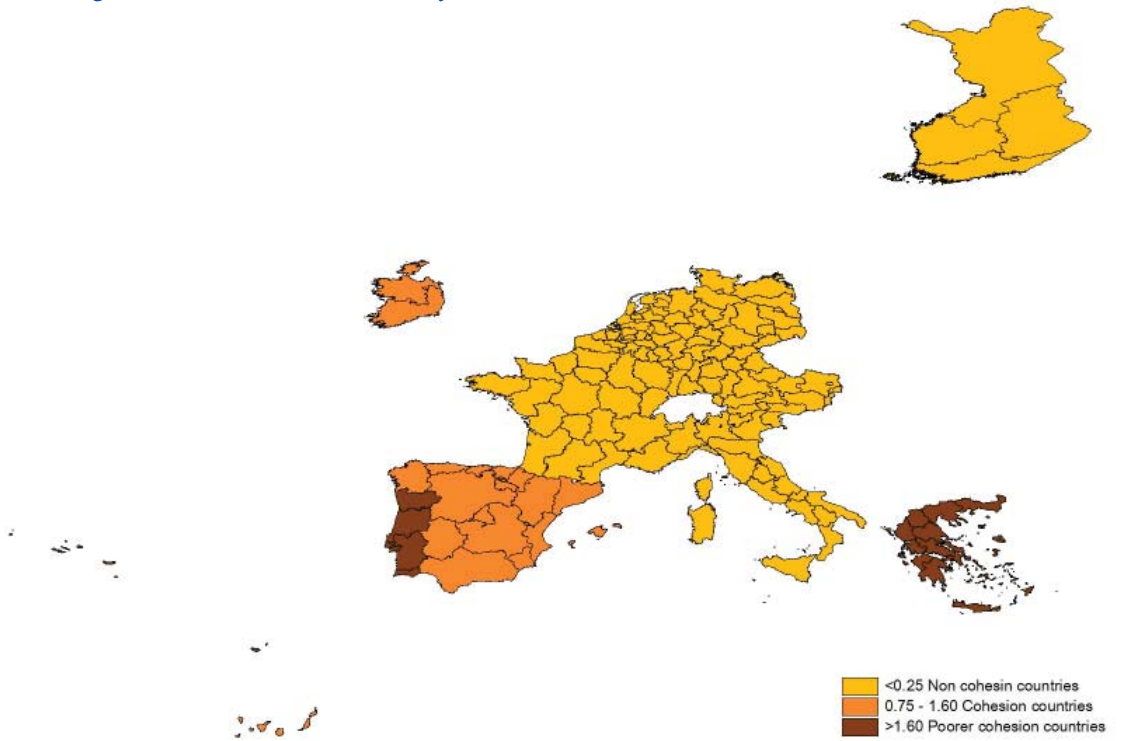 <0.25 Non cohesin countries
0.75 - 1.60 Cohesion countries
>1.60 Poorer cohesion countries